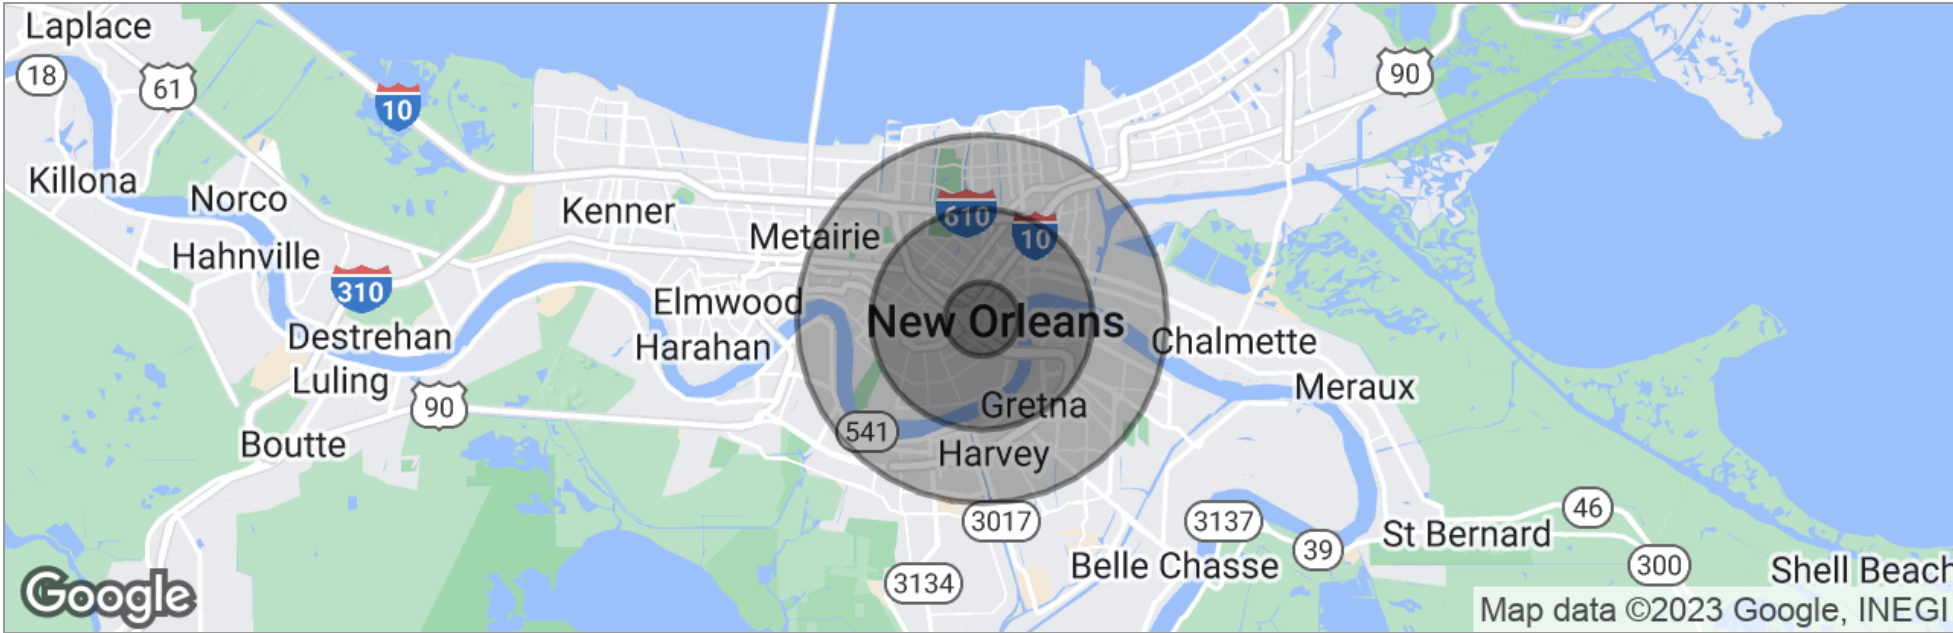 Laplace
18
61
10
90
Killona
Norco
Kenner
610
10
Metairie
Hahnville
310
Elmwood
New Orleans
Destrehan
Harahan
Chalmette
Luling
Meraux
90
Gretna
541
Boutte
Harvey
3017
3137
46
39
St Bernard
Belle Chasse
300
Shell Beach
3134
Google
Map data ©2023 Google, INEGI